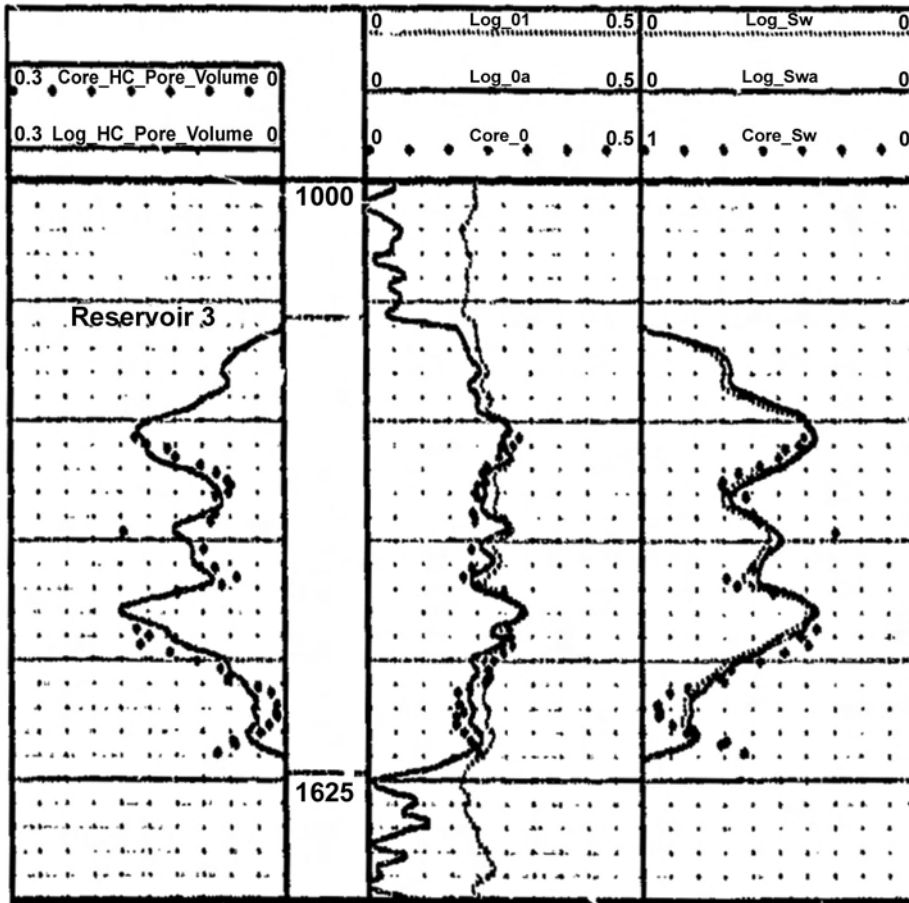 0 Log_01 0.5
0 Log_Sw 0
0.3 Core_HC_Pore_Volume 0
0 Log_0a 0.5
0 Log_Swa 0
0.3 Log_HC_Pore_Volume 0
0 Core_0 0.5
1 Core_Sw 0
1000
Reservoir 3
1625